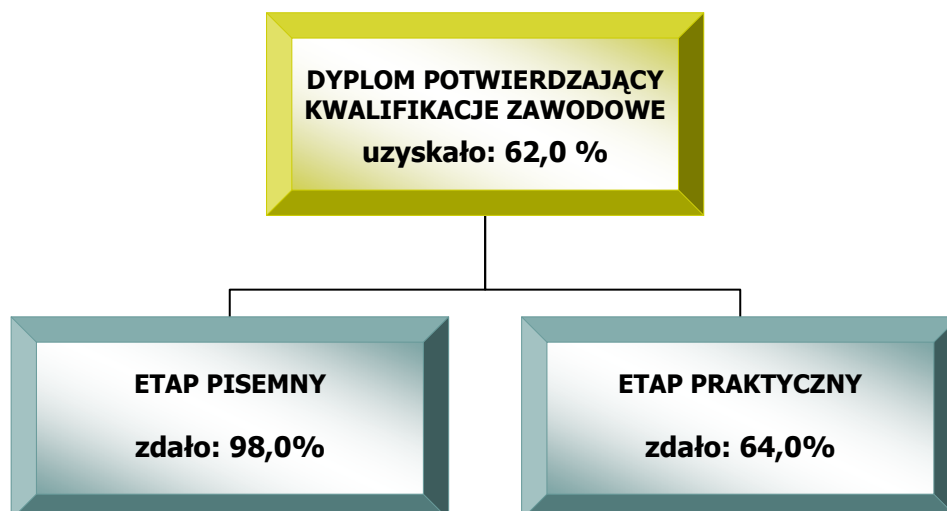 DYPLOM POTWIERDZAJĄCY
KWALIFIKACJE ZAWODOWE
uzyskało: 62,0 %
ETAP PISEMNY
zdało: 98,0%
ETAP PRAKTYCZNY
zdało: 64,0%